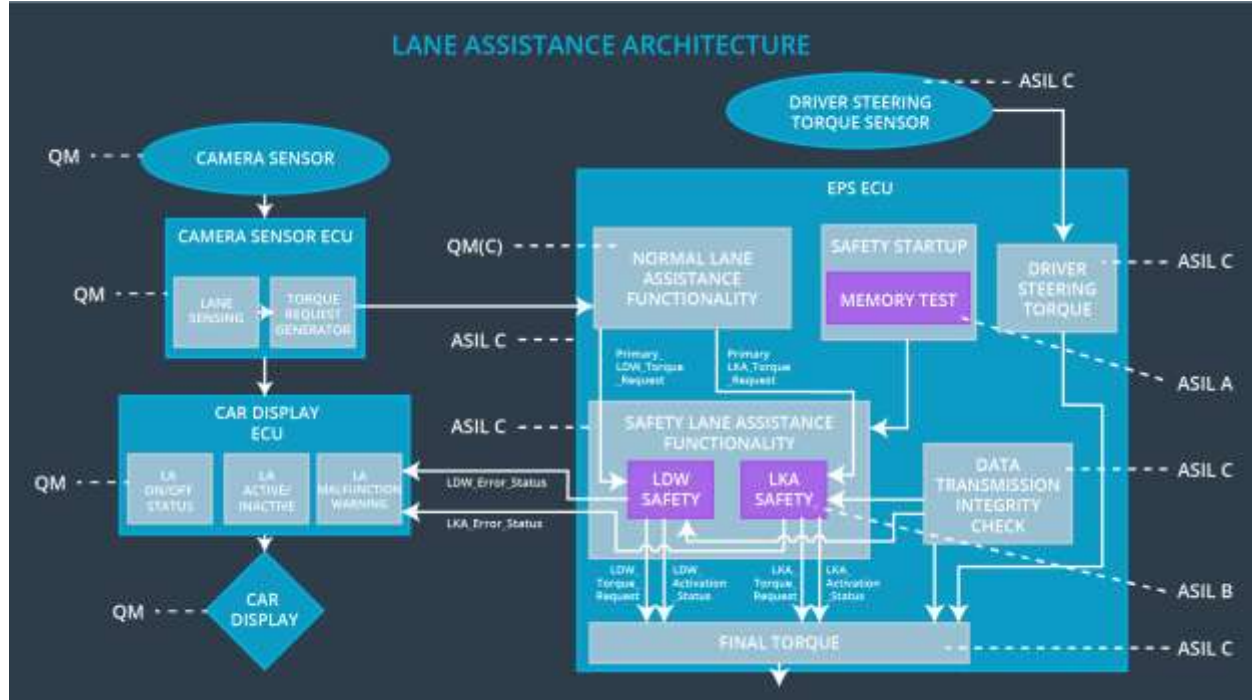 LANE ASSISTANCE ARCHITECTURE
ASIL C
DRIVER STEERING
TORQUE SENSOR
QM
CAMERA SENSOR
EPS ECU
CAMERA SENSOR ECU
QM
LANE
SENSING
TORQUE
REQUEST
GENERATOR
QM(C)
NORMAL LANE
ASSISTANCE
FUNCTIONALITY
SAFETY STARTUP
MEMORY TEST
DRIVER
STEERING
TORQUE
ASIL C
ASIL C
Primary_
LDW_Torque
_Request
Primary
LKA_Torque
_Request
ASIL A
CAR DISPLAY
ECU
ASIL C
SAFETY LANE ASSISTANCE
FUNCTIONALITY
QM
LA
ON/OFF
STATUS
LA
ACTIVE/
INACTIVE
LA
MALFUNCTION
WARNING
LDW_Error_Status
LKA_Error_Status
LDW
SAFETY
LKA
SAFETY
DATA
TRANSMISSION
INTEGRITY
CHECK
ASIL C
LDW_
Torque_
Request
LDW_
Activation
_Status
LKA_
Torque_
Request
LKA_
Activation
_Status
ASIL B
QM
CAR
DISPLAY
FINAL TORQUE
ASIL C